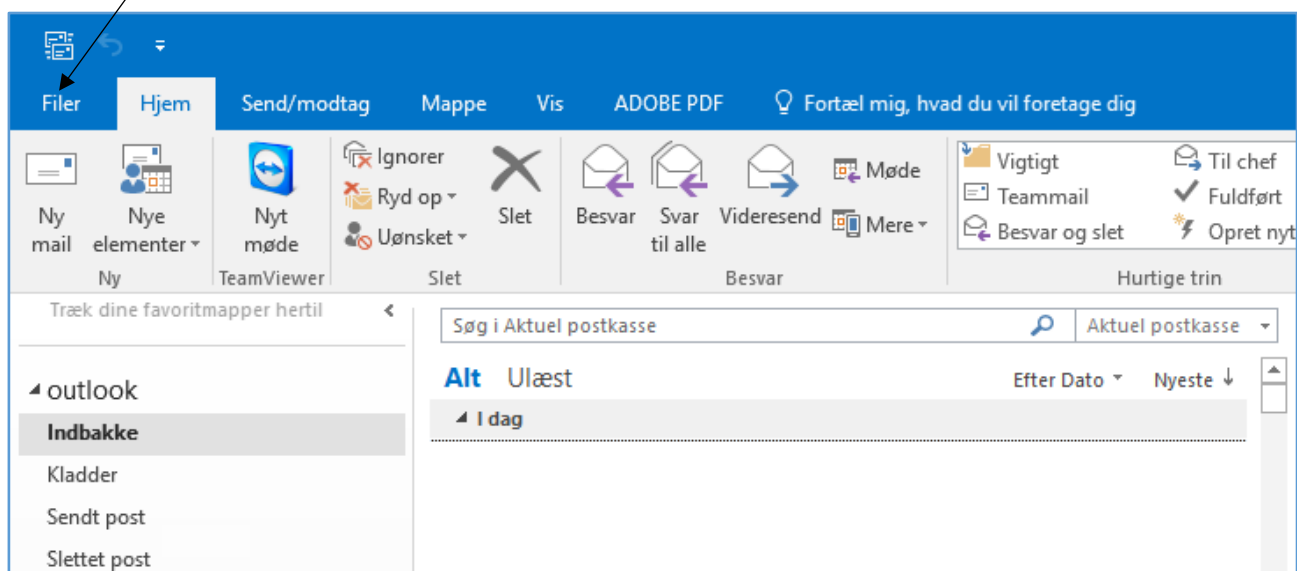 Filer Hjem Send/modtag Mappe Vis ADOBE PDF Fortæl mig, hvad du vil foretage dig
Ny mail
Nye elementer
Ny
Nyt møde
TeamViewer
Ignorer
Ryd op
Uønsket
Slet
Slet
Besvar
Svar til alle
Videresend
Møde
Mere
Besvar
Vigtigt
Teammail
Besvar og slet
Til chef
Fuldført
Opret nyt
Hurtige trin
Træk dine favoritmapper hertil
outlook
Indbakke
Kladder
Sendt post
Slettet post
Søg i Aktuel postkasse
Aktuel postkasse
Alt Ulæst
Efter Dato Nyeste
I dag